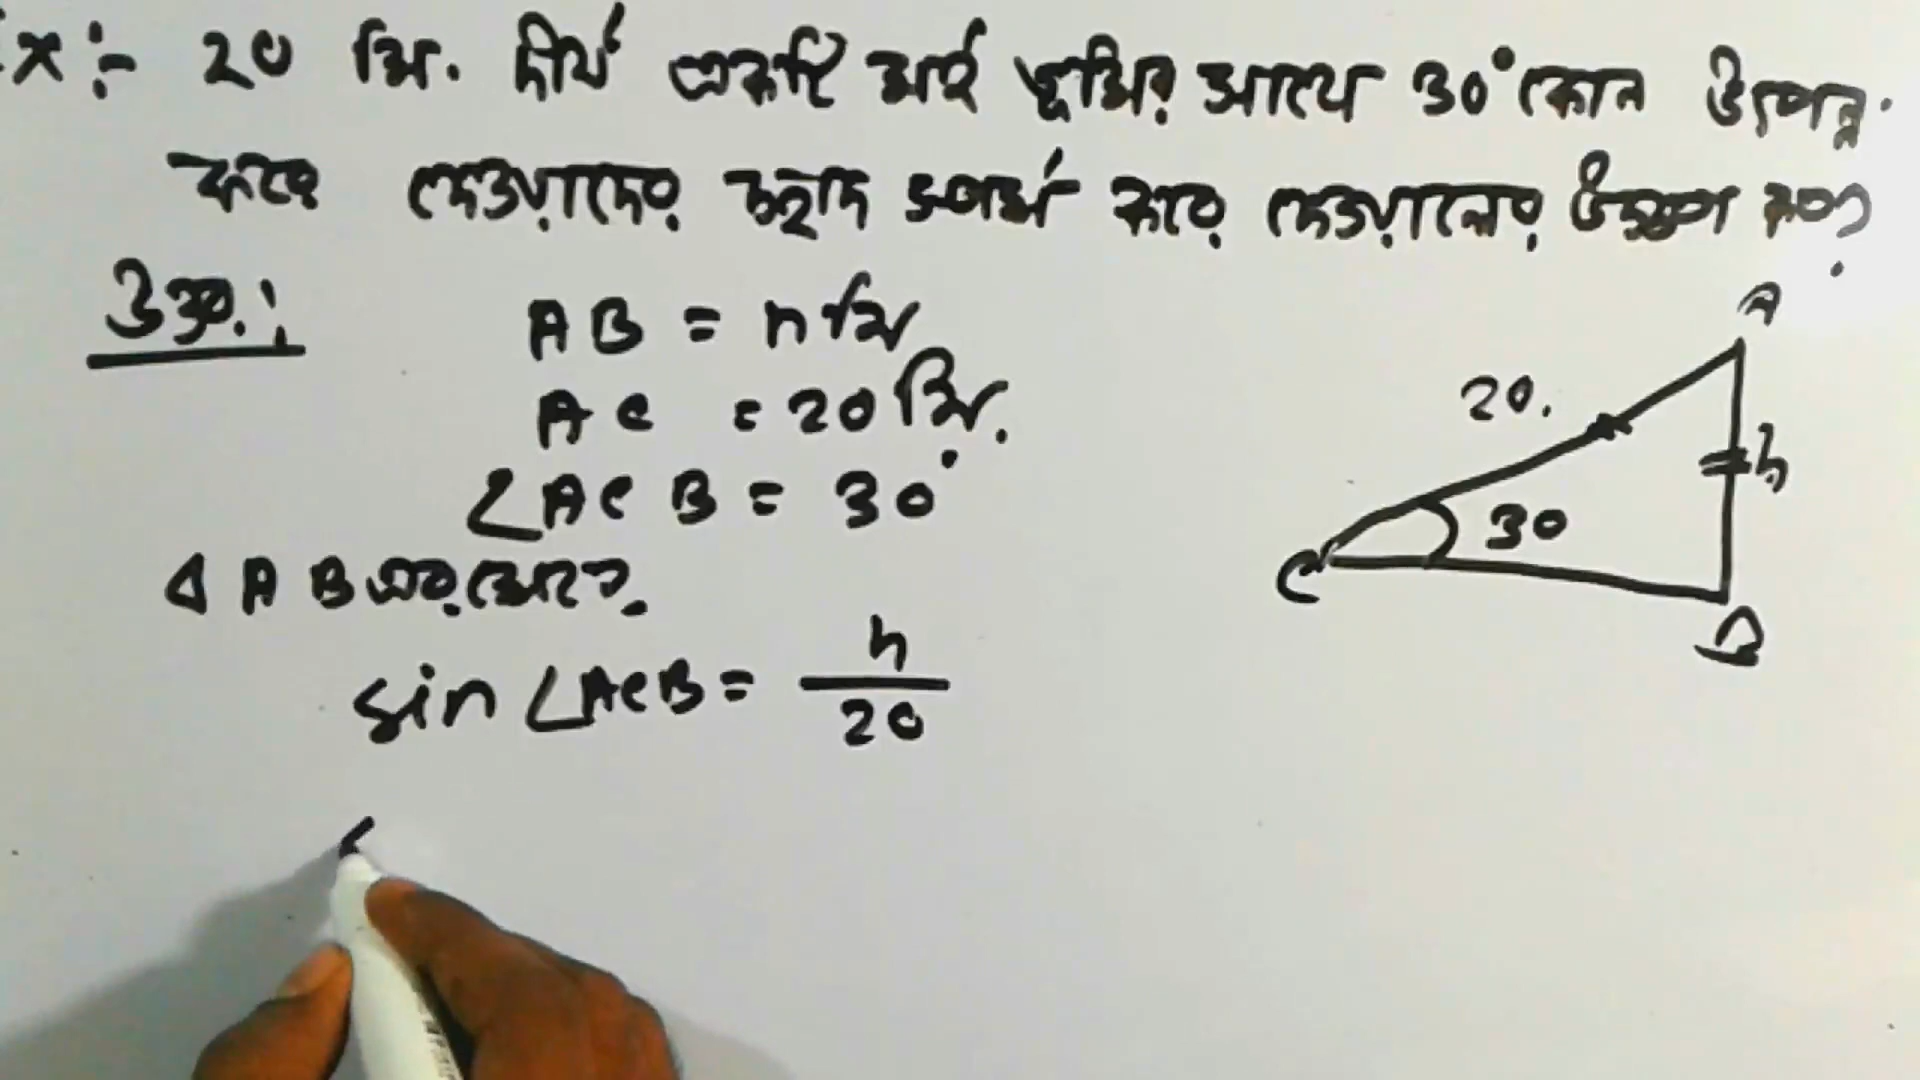 Ex :- 20 মি. দীর্ঘ একটি মই ভূমির সাথে 30° কোন উৎপন্ন
করে দেওয়ালের ছাদ স্পর্শ করে দেওয়ালের উচ্চতা কত?
উত্তর:
AB = h মি
AC = 20 মি.
∠ACB = 30°
△ AB এর
sin ∠ACB = h/20
A
20.
h
30
C
B